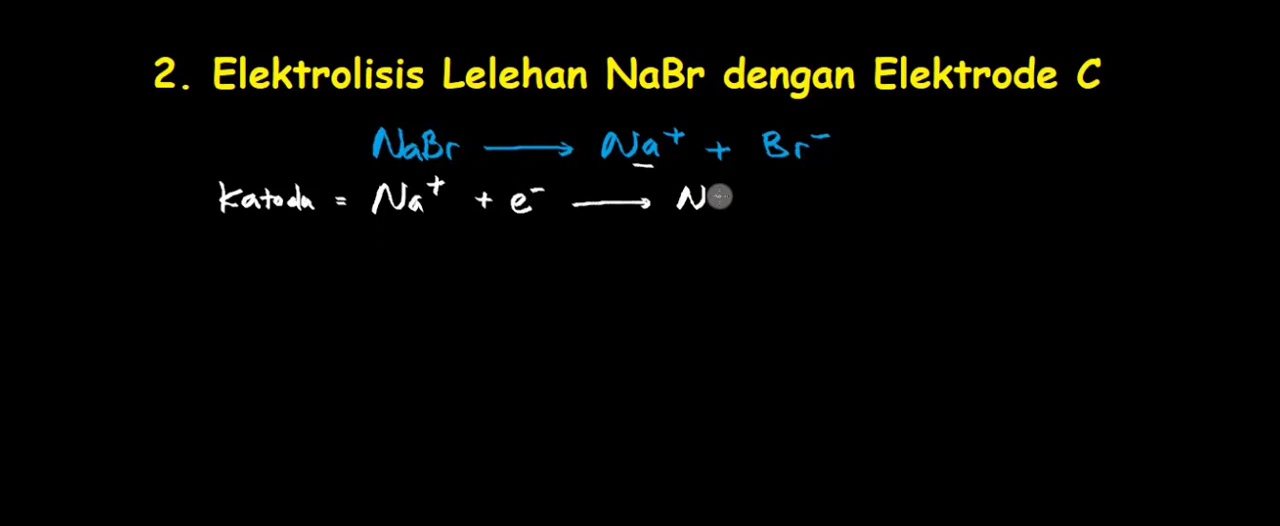 2. Elektrolisis Lelehan NaBr dengan Elektrode C
NaBr ⟶ Na⁺ + Br⁻
Katoda = Na⁺ + e⁻ ⟶ N